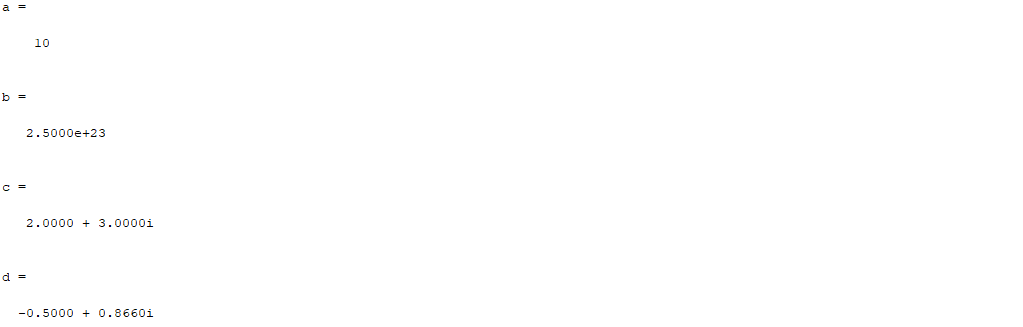 a =
10
b =
2.5000e+23
c =
2.0000 + 3.0000i
d =
-0.5000 + 0.8660i